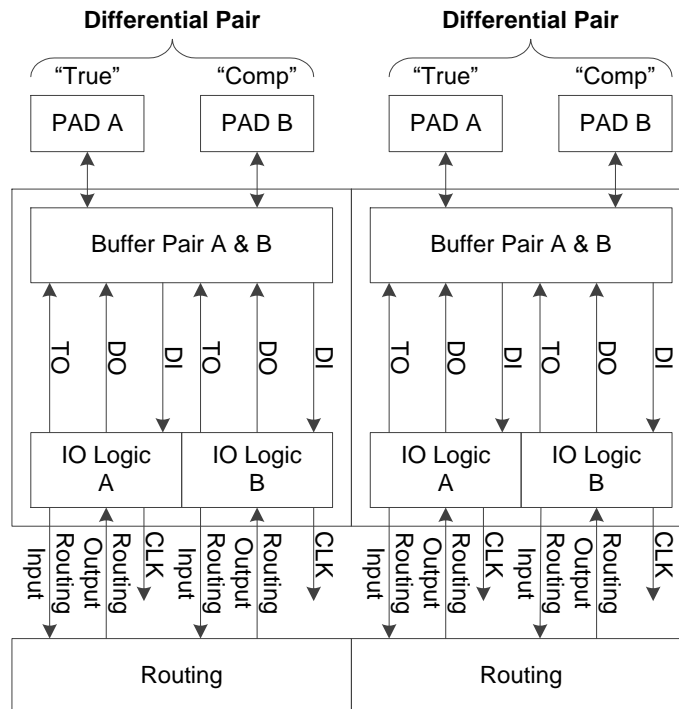 Differential Pair
Differential Pair
“True”
“Comp”
“True”
“Comp”
PAD A
PAD B
PAD A
PAD B
Buffer Pair A & B
Buffer Pair A & B
TO
DO
DI
TO
DO
DI
TO
DO
DI
TO
DO
DI
IO Logic
A
IO Logic
B
IO Logic
A
IO Logic
B
Routing
Input
Routing
Output
CLK
Routing
Input
Routing
Output
CLK
Routing
Input
Routing
Output
CLK
Routing
Input
Routing
Output
CLK
Routing
Routing